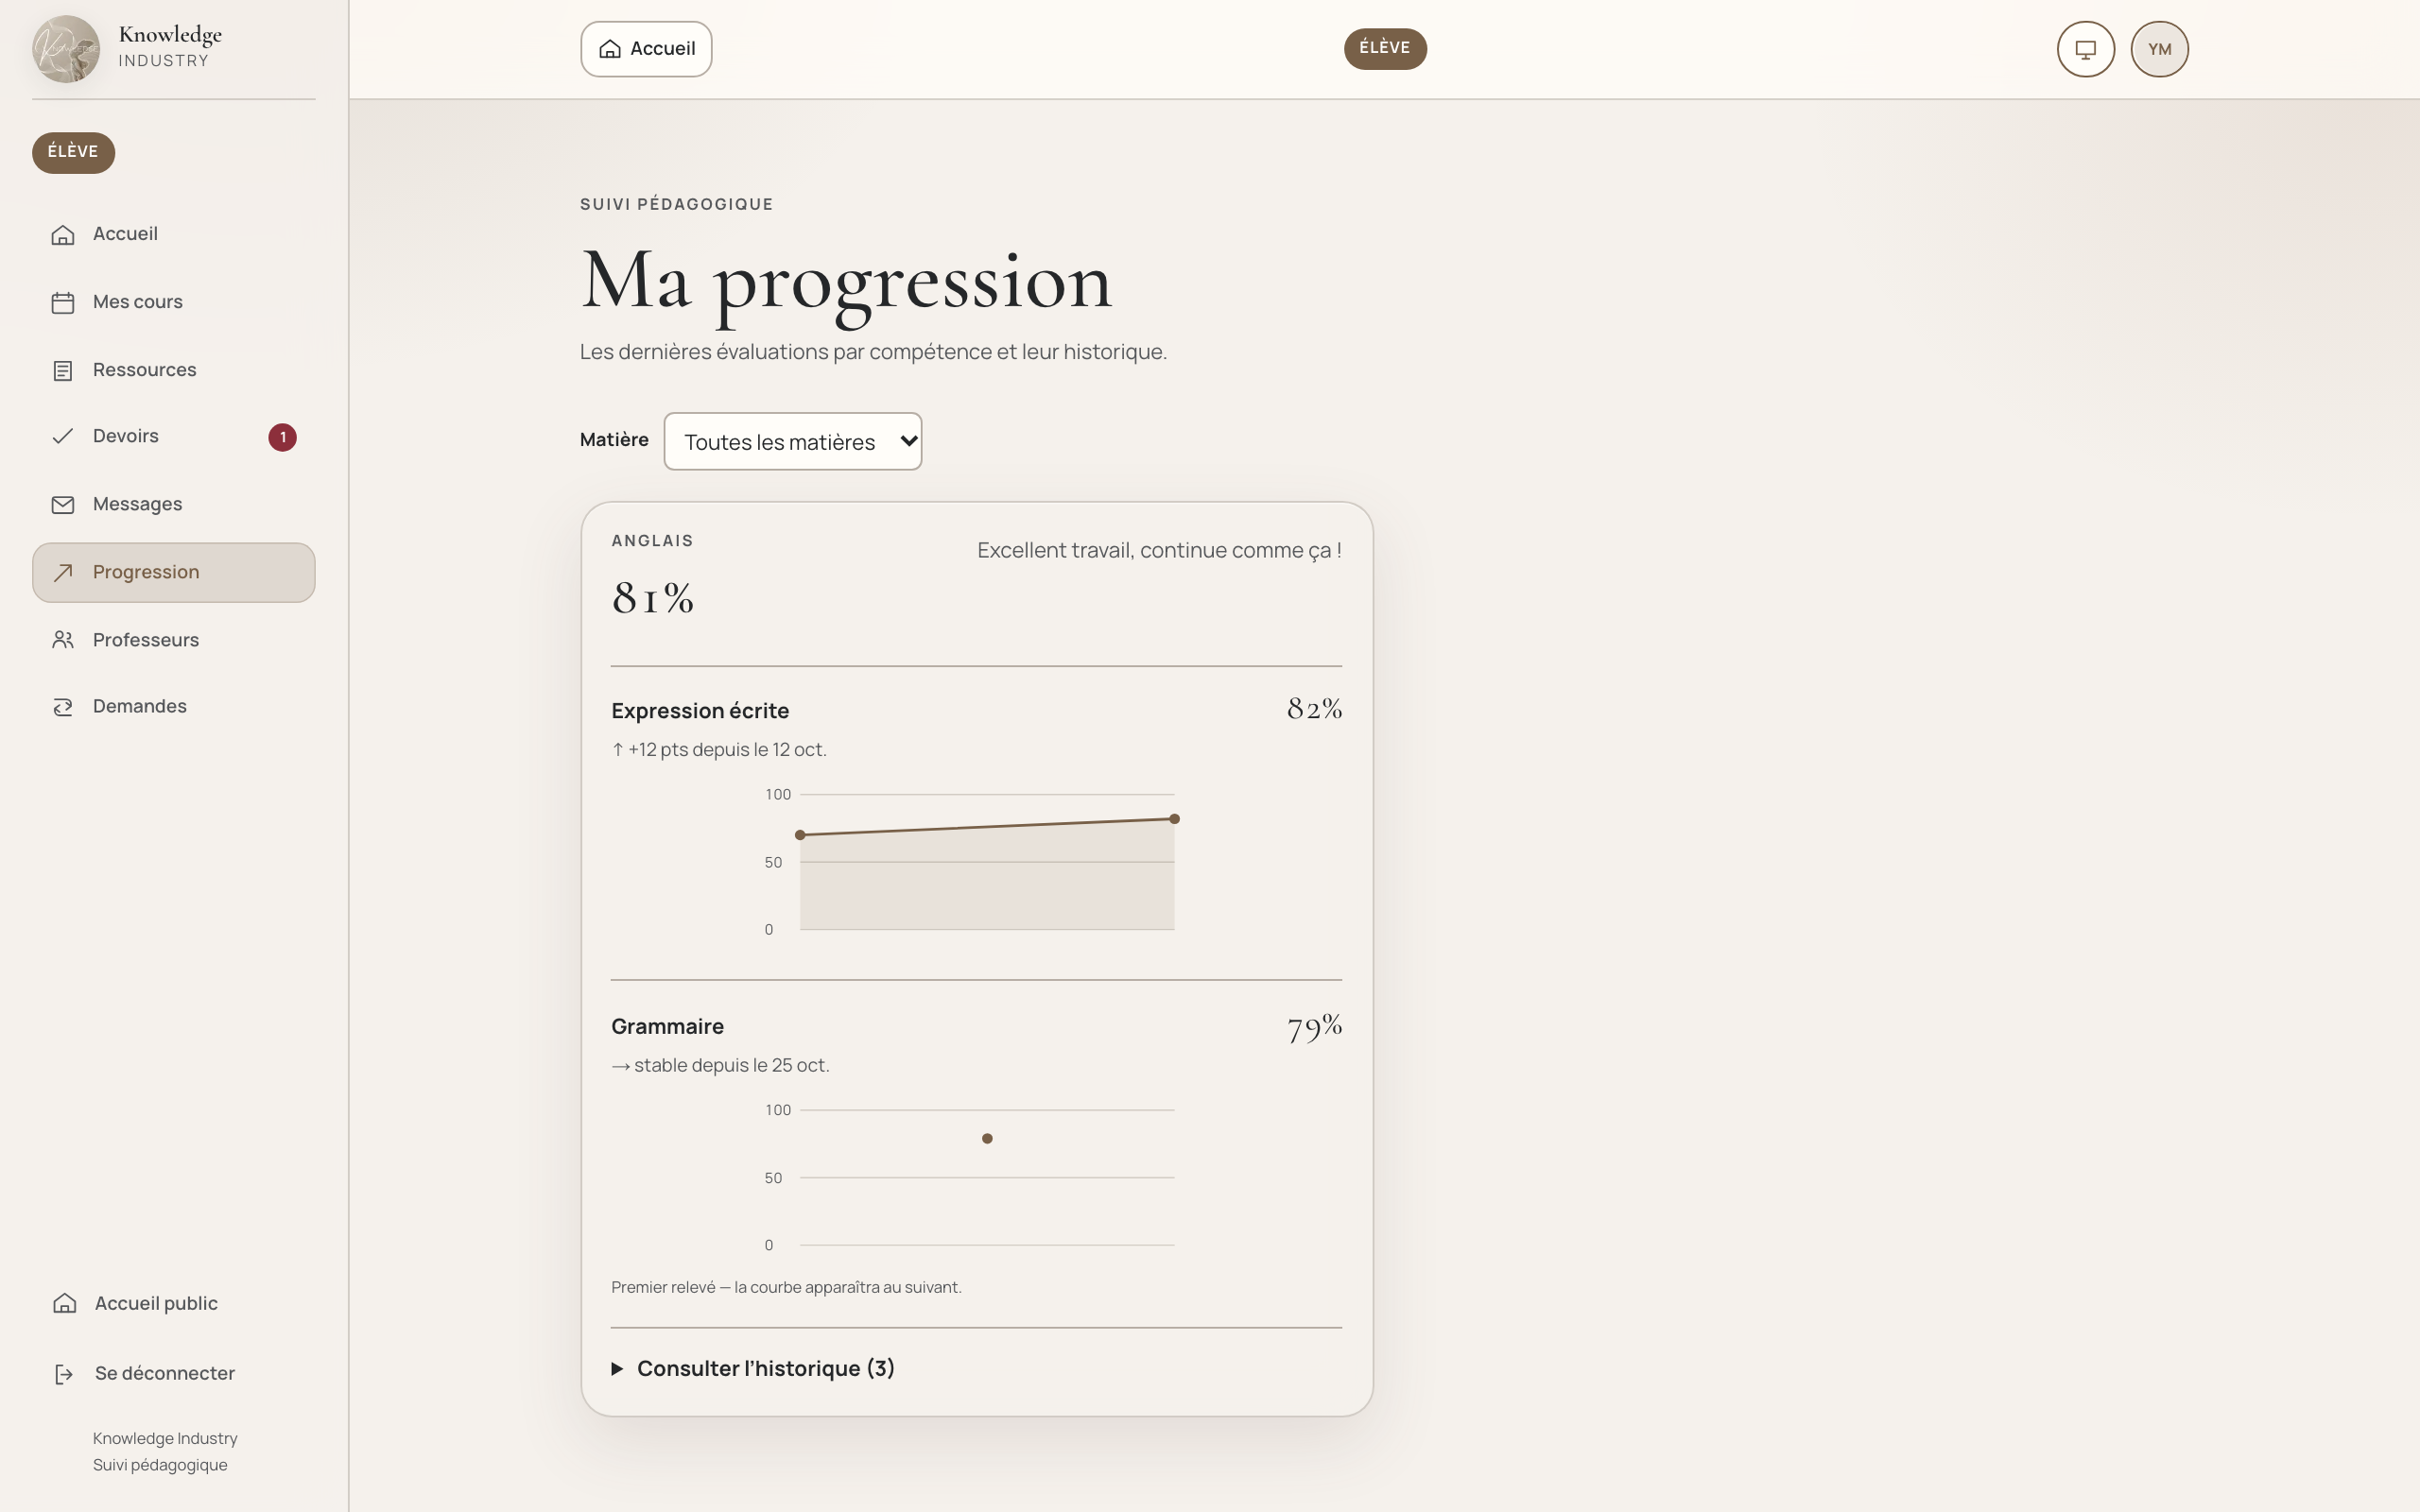 Knowledge
INDUSTRY
ÉLÈVE
Accueil
Mes cours
Ressources
Devoirs 1
Messages
Progression
Professeurs
Demandes
Accueil public
Se déconnecter
Knowledge Industry
Suivi pédagogique
Accueil
ÉLÈVE
YM
SUIVI PÉDAGOGIQUE
Ma progression
Les dernières évaluations par compétence et leur historique.
Matière Toutes les matières
ANGLAIS
Excellent travail, continue comme ça !
81%
Expression écrite 82%
↑ +12 pts depuis le 12 oct.
100
50
0
Grammaire 79%
→ stable depuis le 25 oct.
100
50
0
Premier relevé — la courbe apparaîtra au suivant.
Consulter l’historique (3)